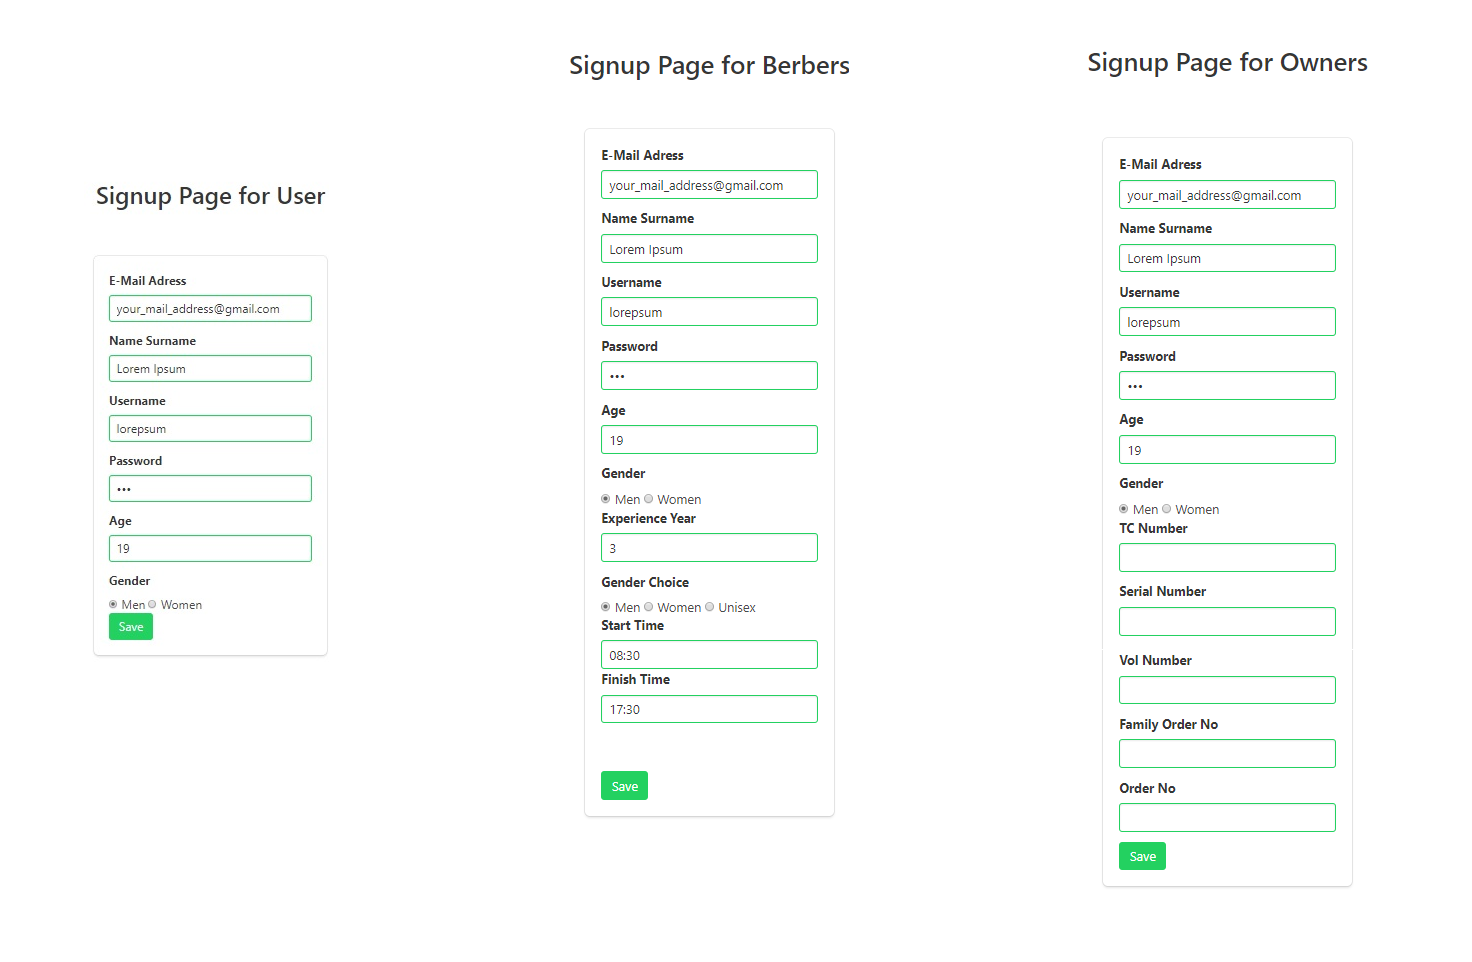 Signup Page for User
E-Mail Adress
your_mail_address@gmail.com
Name Surname
Lorem Ipsum
Username
lorepsum
Password
•••
Age
19
Gender
Men Women
Save
Signup Page for Berbers
E-Mail Adress
your_mail_address@gmail.com
Name Surname
Lorem Ipsum
Username
lorepsum
Password
•••
Age
19
Gender
Men Women
Experience Year
3
Gender Choice
Men Women Unisex
Start Time
08:30
Finish Time
17:30
Save
Signup Page for Owners
E-Mail Adress
your_mail_address@gmail.com
Name Surname
Lorem Ipsum
Username
lorepsum
Password
•••
Age
19
Gender
Men Women
TC Number
Serial Number
Vol Number
Family Order No
Order No
Save